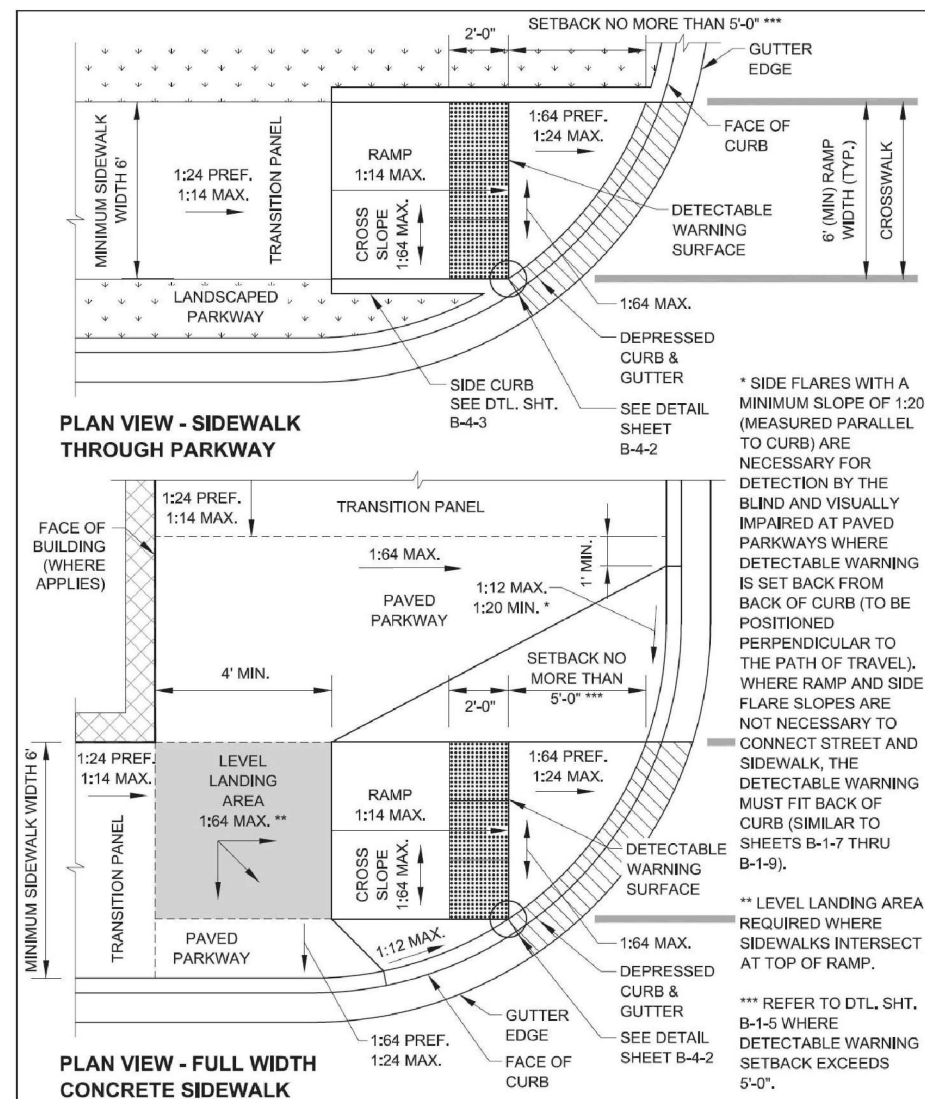 SETBACK NO MORE THAN 5'-0" ***
2'-0"
GUTTER
EDGE
MINIMUM SIDEWALK
WIDTH 6'
1:24 PREF.
1:14 MAX.
TRANSITION PANEL
RAMP
1:14 MAX.
CROSS
SLOPE
1:64 MAX.
1:64 PREF.
1:24 MAX.
FACE OF
CURB
6' (MIN) RAMP
WIDTH (TYP.)
CROSSWALK
DETECTABLE
WARNING
SURFACE
LANDSCAPED
PARKWAY
1:64 MAX.
DEPRESSED
CURB &
GUTTER
SIDE CURB
SEE DTL. SHT.
B-4-3
SEE DETAIL
SHEET
B-4-2
PLAN VIEW - SIDEWALK
THROUGH PARKWAY
* SIDE FLARES WITH A
MINIMUM SLOPE OF 1:20
(MEASURED PARALLEL
TO CURB) ARE
NECESSARY FOR
DETECTION BY THE
BLIND AND VISUALLY
IMPAIRED AT PAVED
PARKWAYS WHERE
DETECTABLE WARNING
IS SET BACK FROM
BACK OF CURB (TO BE
POSITIONED
PERPENDICULAR TO
THE PATH OF TRAVEL).
WHERE RAMP AND SIDE
FLARE SLOPES ARE
NOT NECESSARY TO
CONNECT STREET AND
SIDEWALK, THE
DETECTABLE WARNING
MUST FIT BACK OF
CURB (SIMILAR TO
SHEETS B-1-7 THRU
B-1-9).
** LEVEL LANDING AREA
REQUIRED WHERE
SIDEWALKS INTERSECT
AT TOP OF RAMP.
*** REFER TO DTL. SHT.
B-1-5 WHERE
DETECTABLE WARNING
SETBACK EXCEEDS
5'-0".
1:24 PREF.
1:14 MAX.
TRANSITION PANEL
FACE OF
BUILDING
(WHERE
APPLIES)
1:64 MAX.
1' MIN.
PAVED
PARKWAY
1:12 MAX.
1:20 MIN. *
4' MIN.
SETBACK NO
MORE THAN
5'-0" ***
2'-0"
MINIMUM SIDEWALK WIDTH 6'
1:24 PREF.
1:14 MAX.
TRANSITION PANEL
LEVEL
LANDING
AREA
1:64 MAX. **
RAMP
1:14 MAX.
CROSS
SLOPE
1:64 MAX.
1:64 PREF.
1:24 MAX.
DETECTABLE
WARNING
SURFACE
PAVED
PARKWAY
1:12 MAX.
1:64 MAX.
DEPRESSED
CURB &
GUTTER
SEE DETAIL
SHEET B-4-2
GUTTER
EDGE
FACE OF
CURB
1:64 PREF.
1:24 MAX.
PLAN VIEW - FULL WIDTH
CONCRETE SIDEWALK